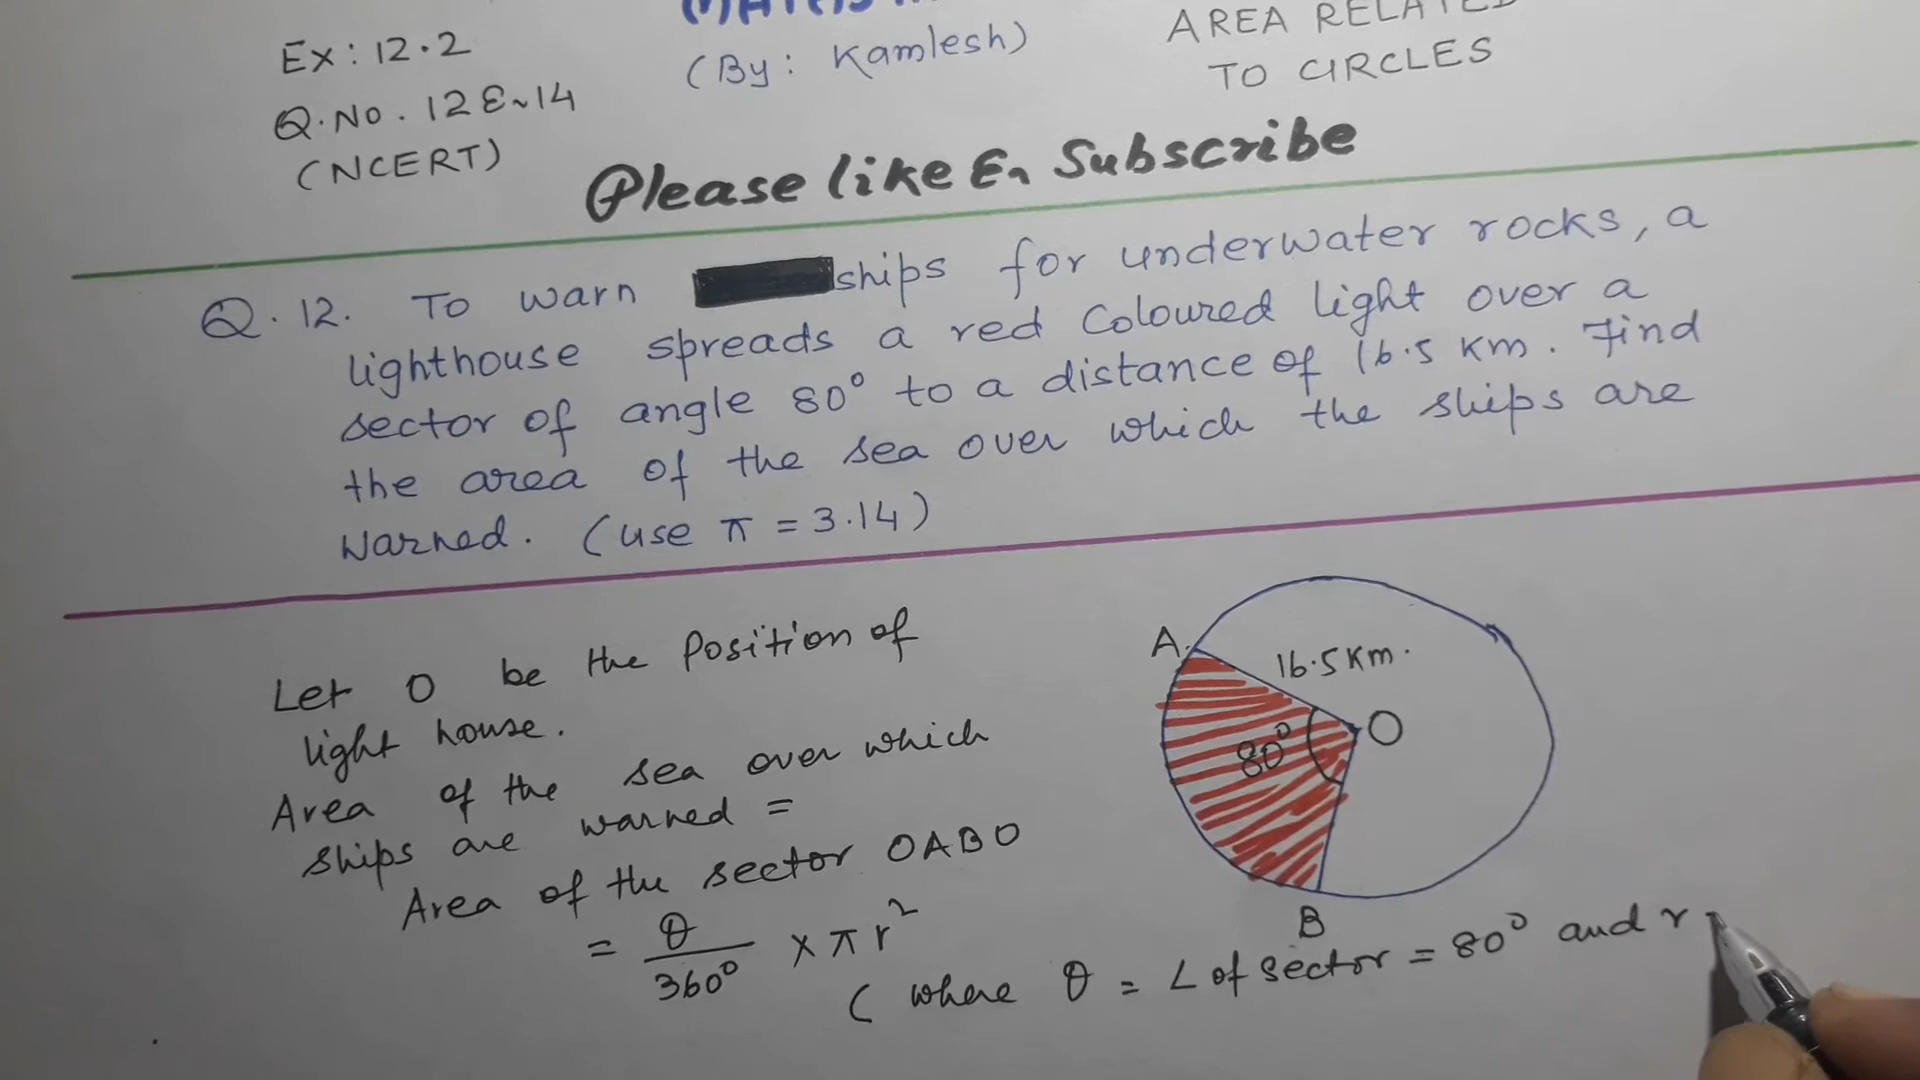 Ex: 12.2
Q.No. 12 & 14
(NCERT)
(By: Kamlesh)
AREA RELATED
TO CIRCLES
Please like & Subscribe
Q. 12. To warn ships for underwater rocks, a
lighthouse spreads a red coloured light over a
sector of angle 80° to a distance of 16.5 km. Find
the area of the sea over which the ships are
warned. (use π = 3.14)
Let O be the Position of
light house.
Area of the sea over which
ships are warned =
Area of the sector OABO
= θ/360° × πr²
(where θ = ∠ of sector = 80° and r
A
16.5 Km.
80°
O
B